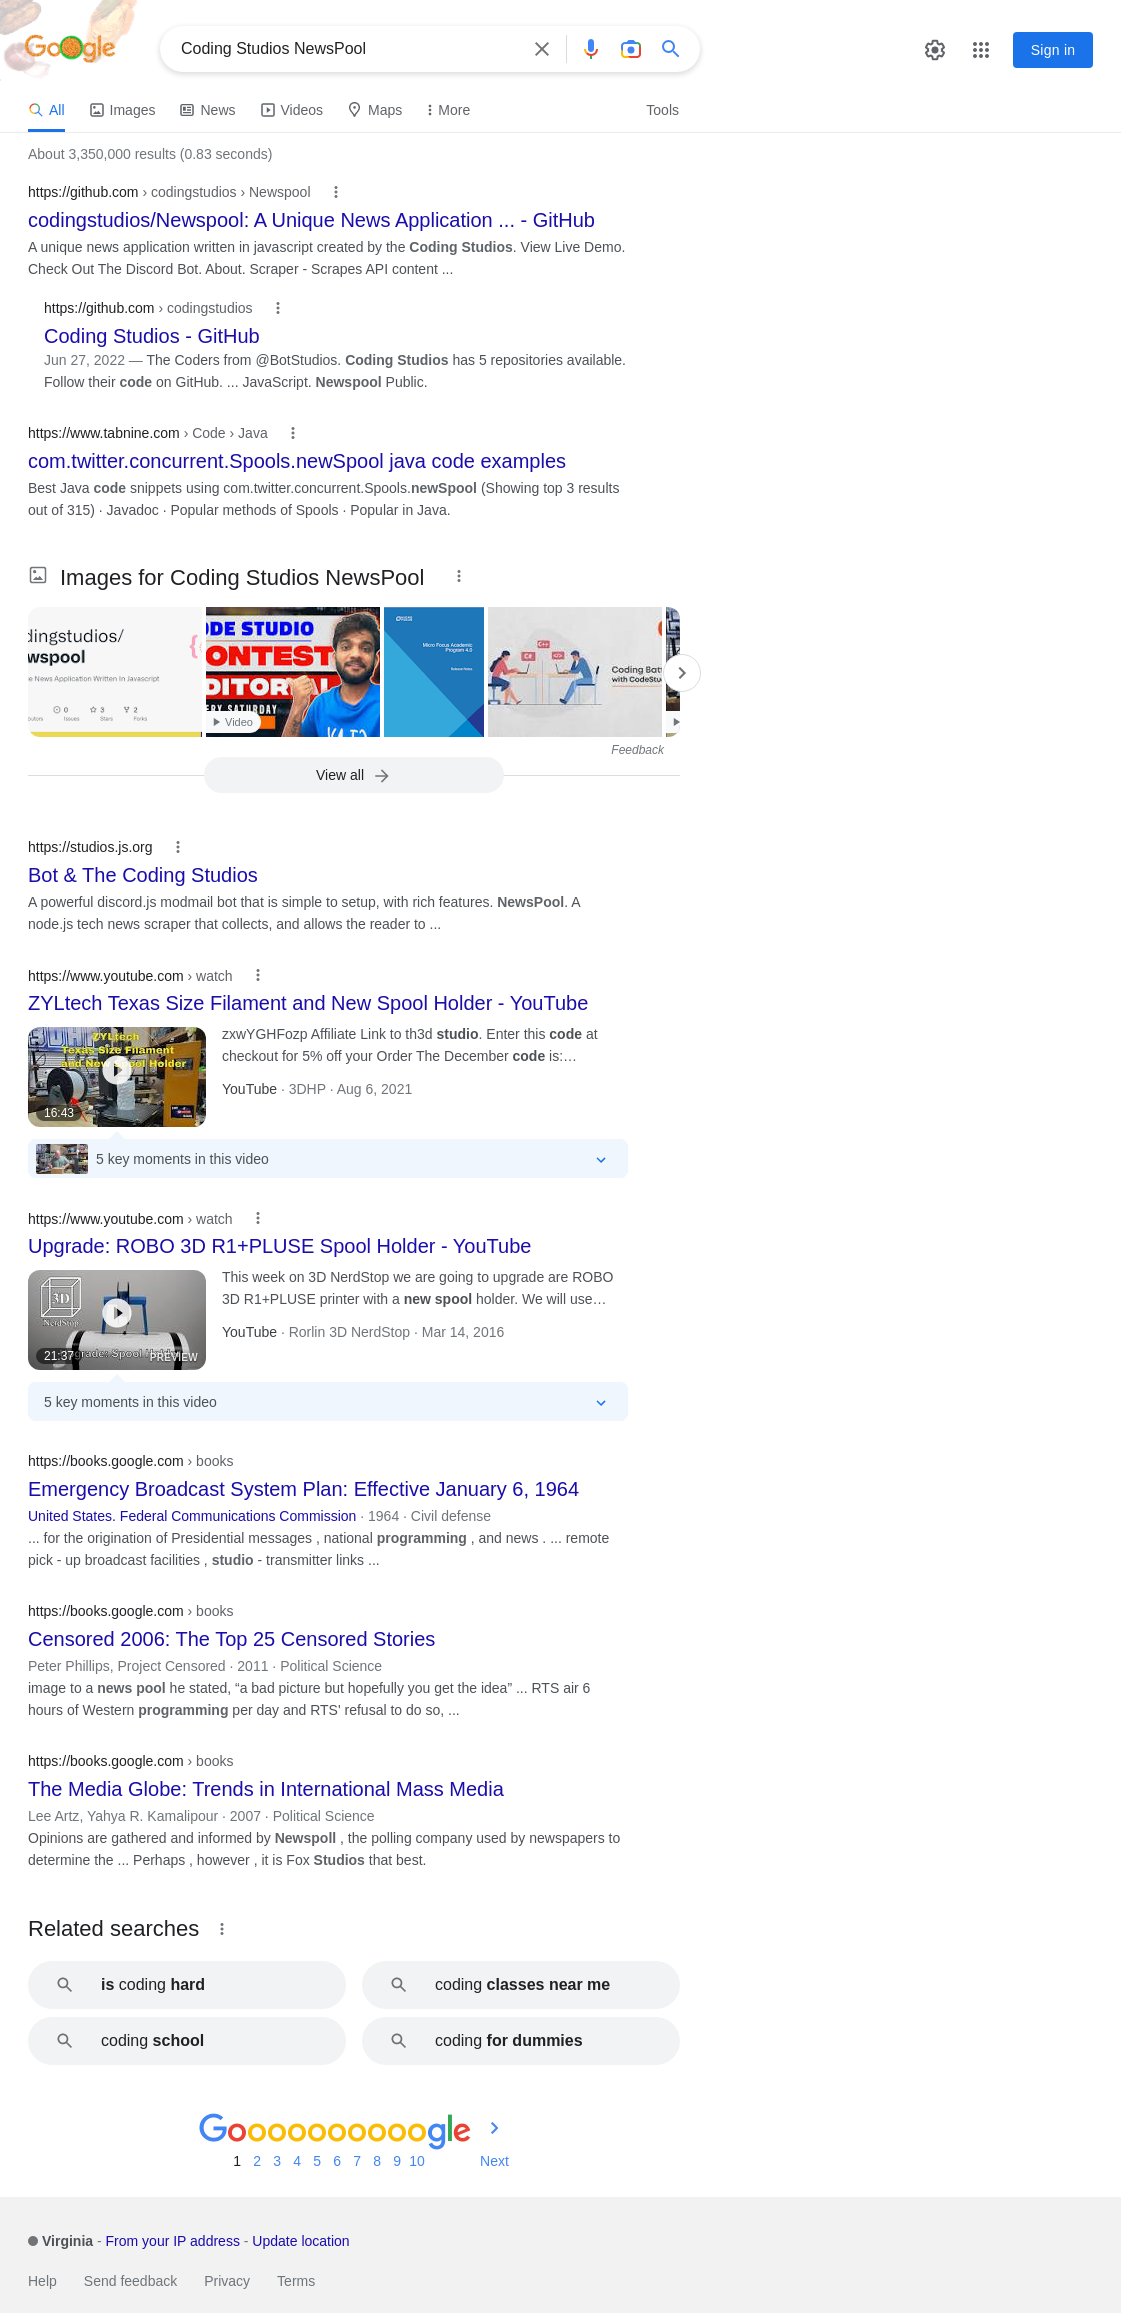 Google
Coding Studios NewsPool
Sign in
All
Images
News
Videos
Maps
More
Tools
About 3,350,000 results (0.83 seconds)
https://github.com › codingstudios › Newspool
codingstudios/Newspool: A Unique News Application ... - GitHub
A unique news application written in javascript created by the Coding Studios. View Live Demo.
Check Out The Discord Bot. About. Scraper - Scrapes API content ...
https://github.com › codingstudios
Coding Studios - GitHub
Jun 27, 2022 — The Coders from @BotStudios. Coding Studios has 5 repositories available.
Follow their code on GitHub. ... JavaScript. Newspool Public.
https://www.tabnine.com › Code › Java
com.twitter.concurrent.Spools.newSpool java code examples
Best Java code snippets using com.twitter.concurrent.Spools.newSpool (Showing top 3 results
out of 315) · Javadoc · Popular methods of Spools · Popular in Java.
Images for Coding Studios NewsPool
dingstudios/
wspool
e News Application Written In Javascript
0
3
2
Issues
Stars
Forks
ODE STUDIO
ONTEST
DITORIAL
RY SATURDAY
Video
Micro Focus Academic
Program 4.0
Release Notes
C++
C#
Coding Batt
with CodeStu
Feedback
View all
https://studios.js.org
Bot & The Coding Studios
A powerful discord.js modmail bot that is simple to setup, with rich features. NewsPool. A
node.js tech news scraper that collects, and allows the reader to ...
https://www.youtube.com › watch
ZYLtech Texas Size Filament and New Spool Holder - YouTube
ZYLtech
Texas Size Filament
and New Spool Holder
16:43
zxwYGHFozp Affiliate Link to th3d studio. Enter this code at
checkout for 5% off your Order The December code is:...
YouTube · 3DHP · Aug 6, 2021
5 key moments in this video
https://www.youtube.com › watch
Upgrade: ROBO 3D R1+PLUSE Spool Holder - YouTube
3D
NerdStop
21:37
grade: Spool Holder
PREVIEW
This week on 3D NerdStop we are going to upgrade are ROBO
3D R1+PLUSE printer with a new spool holder. We will use...
YouTube · Rorlin 3D NerdStop · Mar 14, 2016
5 key moments in this video
https://books.google.com › books
Emergency Broadcast System Plan: Effective January 6, 1964
United States. Federal Communications Commission · 1964 · Civil defense
... for the origination of Presidential messages , national programming , and news . ... remote
pick - up broadcast facilities , studio - transmitter links ...
https://books.google.com › books
Censored 2006: The Top 25 Censored Stories
Peter Phillips, Project Censored · 2011 · Political Science
image to a news pool he stated, “a bad picture but hopefully you get the idea” ... RTS air 6
hours of Western programming per day and RTS' refusal to do so, ...
https://books.google.com › books
The Media Globe: Trends in International Mass Media
Lee Artz, Yahya R. Kamalipour · 2007 · Political Science
Opinions are gathered and informed by Newspoll , the polling company used by newspapers to
determine the ... Perhaps , however , it is Fox Studios that best.
Related searches
is coding hard
coding classes near me
coding school
coding for dummies
Goooooooooogle
1 2 3 4 5 6 7 8 9 10 Next
Virginia - From your IP address - Update location
Help Send feedback Privacy Terms